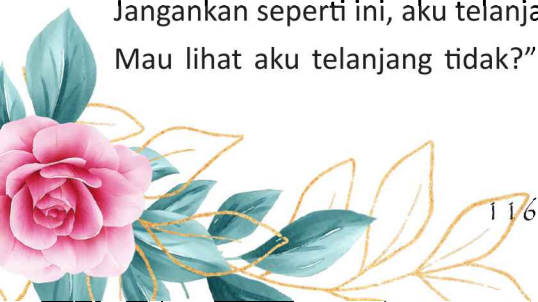 Jangankan seperti ini, aku telanja
Mau lihat aku telanjang tidak?”
116